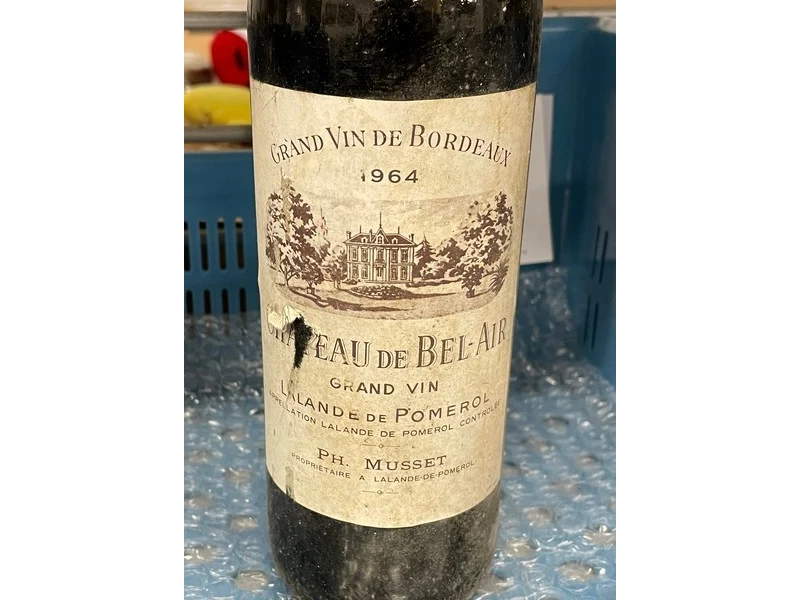 GRAND VIN DE BORDEAUX
1964
CHATEAU DE BEL-AIR
GRAND VIN
LALANDE DE POMEROL
APPELLATION LALANDE DE POMEROL CONTROLÉE
PH. MUSSET
PROPRIÉTAIRE A LALANDE-DE-POMEROL